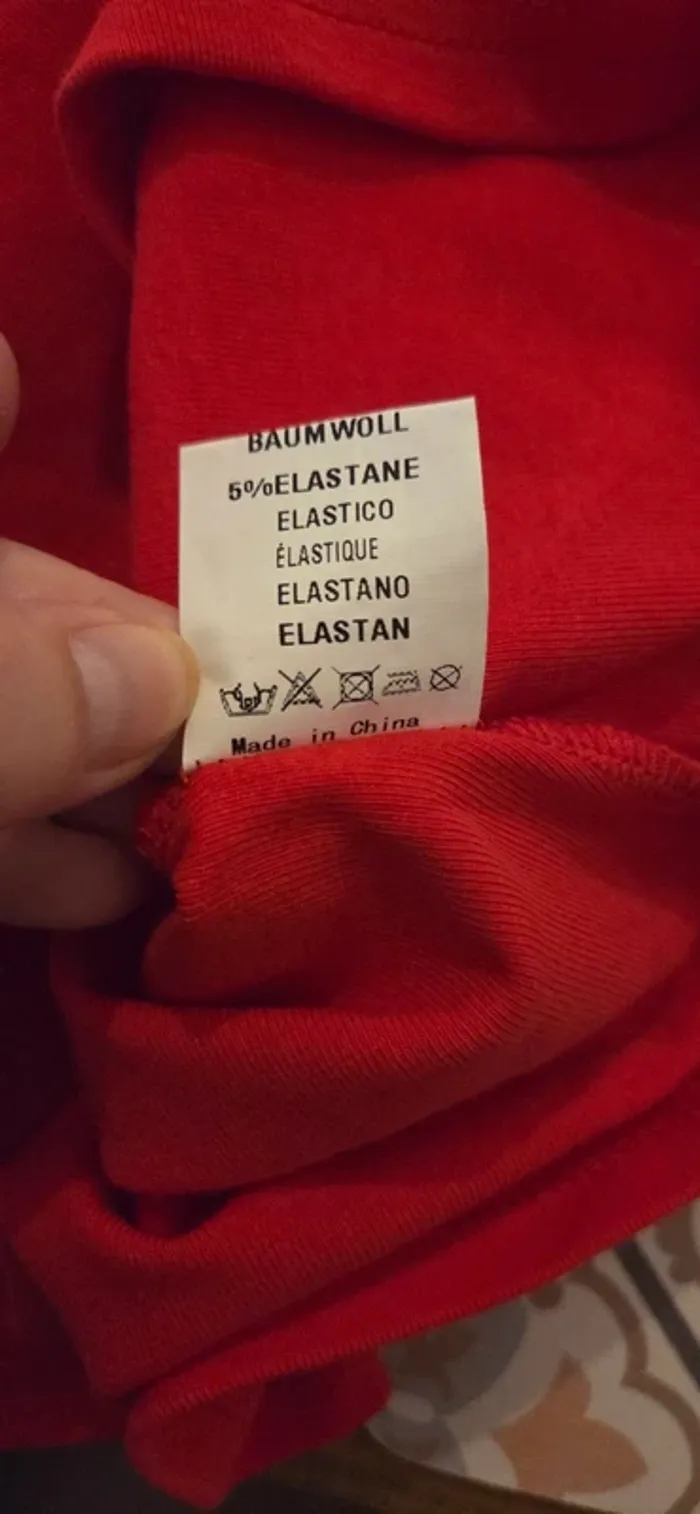 BAUMWOLL
5%ELASTANE
ELASTICO
ÉLASTIQUE
ELASTANO
ELASTAN
Made in China